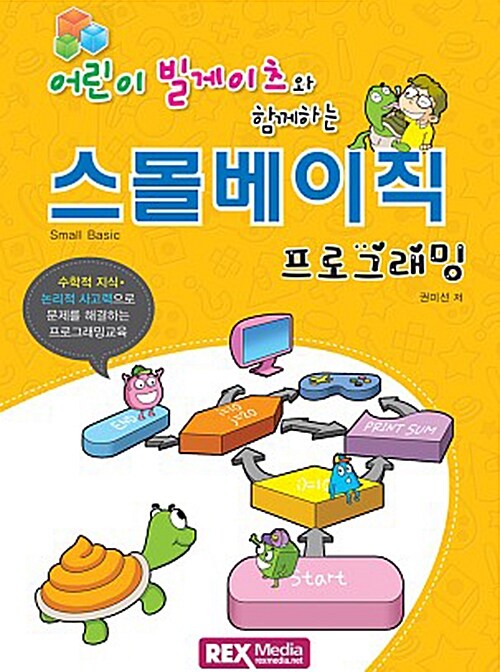 어린이 빌게이츠와
함께하는
스몰베이직
Small Basic
프로그래밍
권미선 저
수학적 지식·
논리적 사고력으로
문제를 해결하는
프로그래밍교육
END
PRINT SUM
Start
REX Media
rexmedia.net